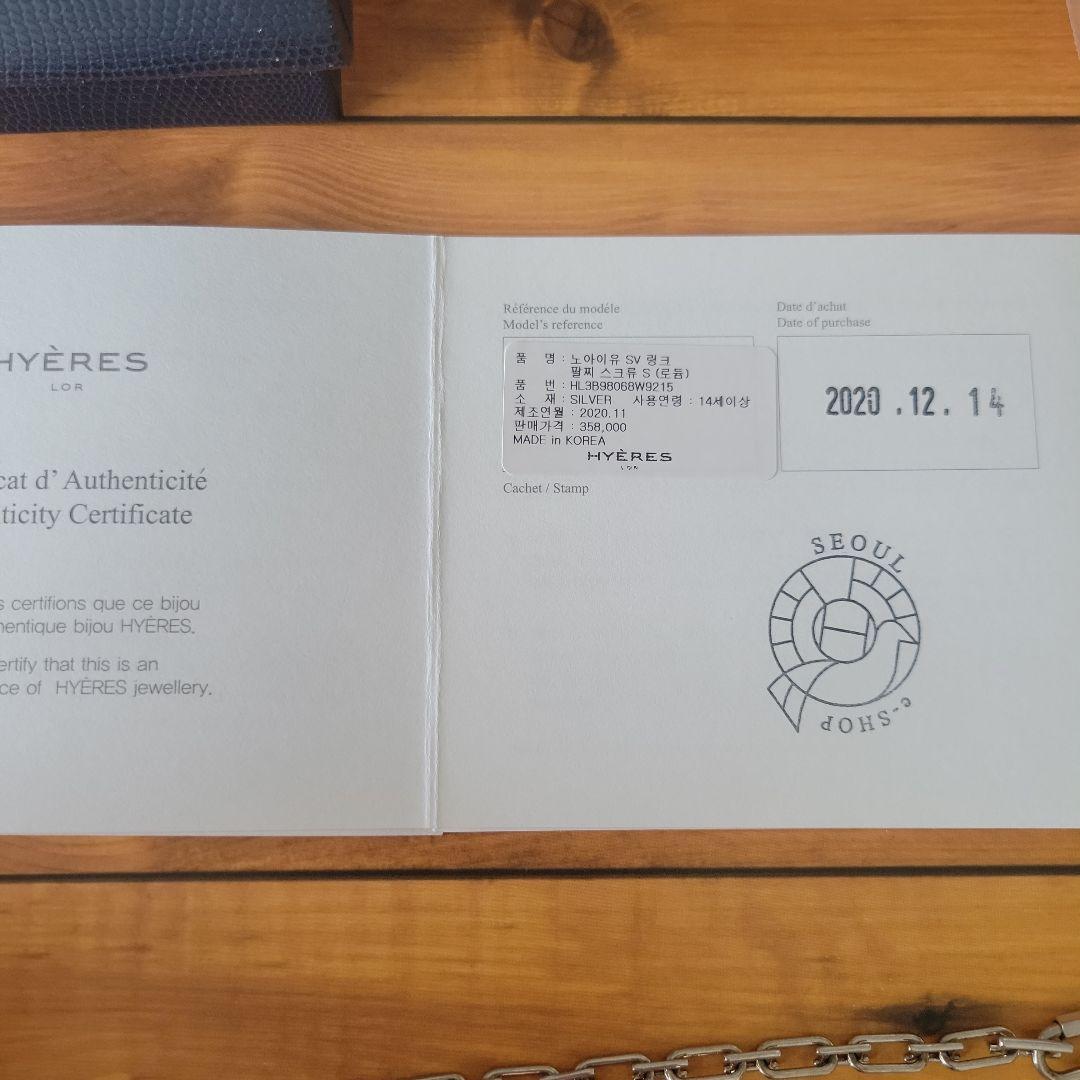 HYÈRES
LOR
cat d’ Authenticité
ticity Certificate
s certifions que ce bijou
hentique bijou HYÈRES.
ertify that this is an
ce of HYÈRES jewellery.
Référence du modéle
Model's reference
품 명 : 노아이유 SV 링크
팔찌 스크류 S (로듐)
품 번 : HL3B98068W9215
소 재 : SILVER 사용연령 : 14세이상
제조연월 : 2020.11
판매가격 : 358,000
MADE in KOREA
HYÈRES
LOR
Date d'achat
Date of purchase
2020 .12. 14
Cachet / Stamp
SEOUL
e-SHOP